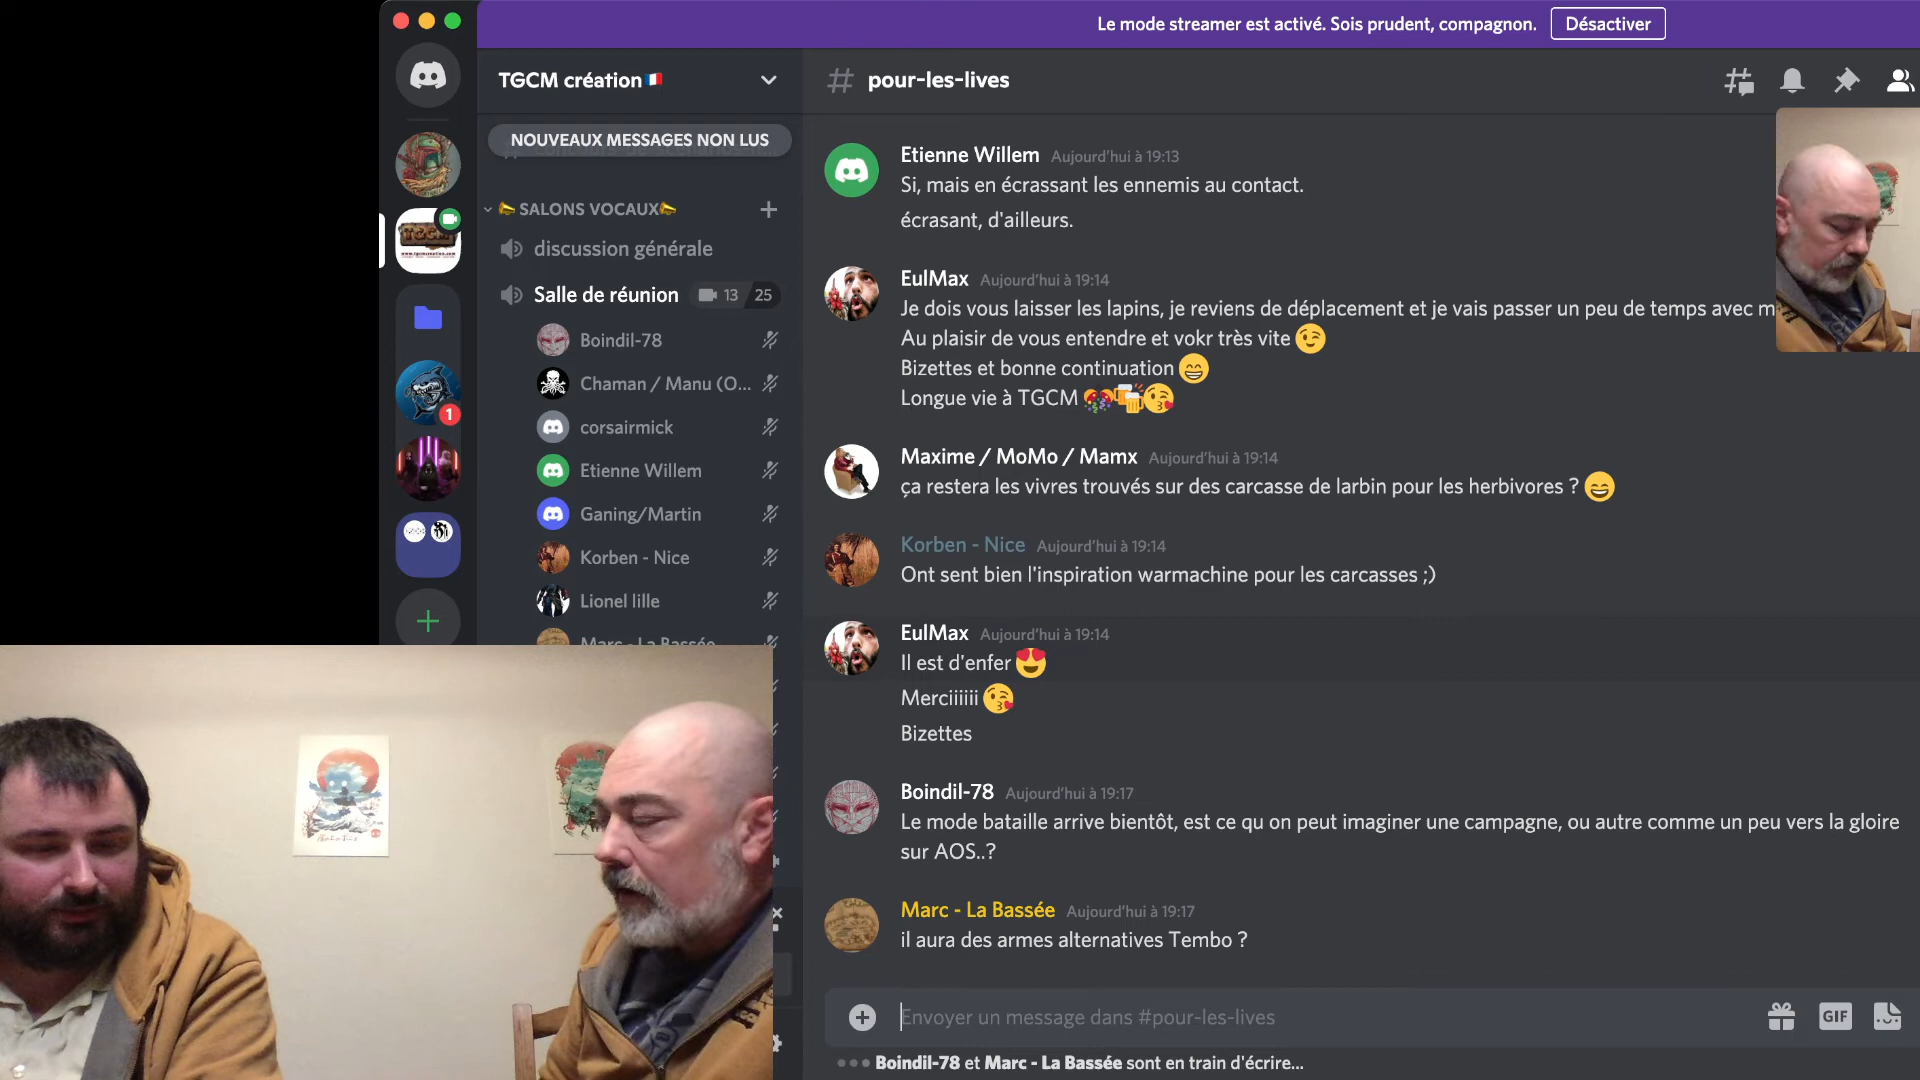 Le mode streamer est activé. Sois prudent, compagnon.
Désactiver
TGCM création
pour-les-lives
NOUVEAUX MESSAGES NON LUS
SALONS VOCAUX
discussion générale
Salle de réunion 13 25
Boindil-78
Chaman / Manu (O...
corsairmick
Etienne Willem
Ganing/Martin
Korben - Nice
Lionel lille
Marc - La Bassée
1
Etienne Willem Aujourd'hui à 19:13
Si, mais en écrassant les ennemis au contact.
écrasant, d'ailleurs.
EulMax Aujourd'hui à 19:14
Je dois vous laisser les lapins, je reviens de déplacement et je vais passer un peu de temps avec m
Au plaisir de vous entendre et vokr très vite
Bizettes et bonne continuation
Longue vie à TGCM
Maxime / MoMo / Mamx Aujourd'hui à 19:14
ça restera les vivres trouvés sur des carcasse de larbin pour les herbivores ?
Korben - Nice Aujourd'hui à 19:14
Ont sent bien l'inspiration warmachine pour les carcasses ;)
EulMax Aujourd'hui à 19:14
Il est d'enfer
Merciiiiii
Bizettes
Boindil-78 Aujourd'hui à 19:17
Le mode bataille arrive bientôt, est ce qu on peut imaginer une campagne, ou autre comme un peu vers la gloire
sur AOS..?
Marc - La Bassée Aujourd'hui à 19:17
il aura des armes alternatives Tembo ?
Envoyer un message dans #pour-les-lives
GIF
Boindil-78 et Marc - La Bassée sont en train d'écrire...